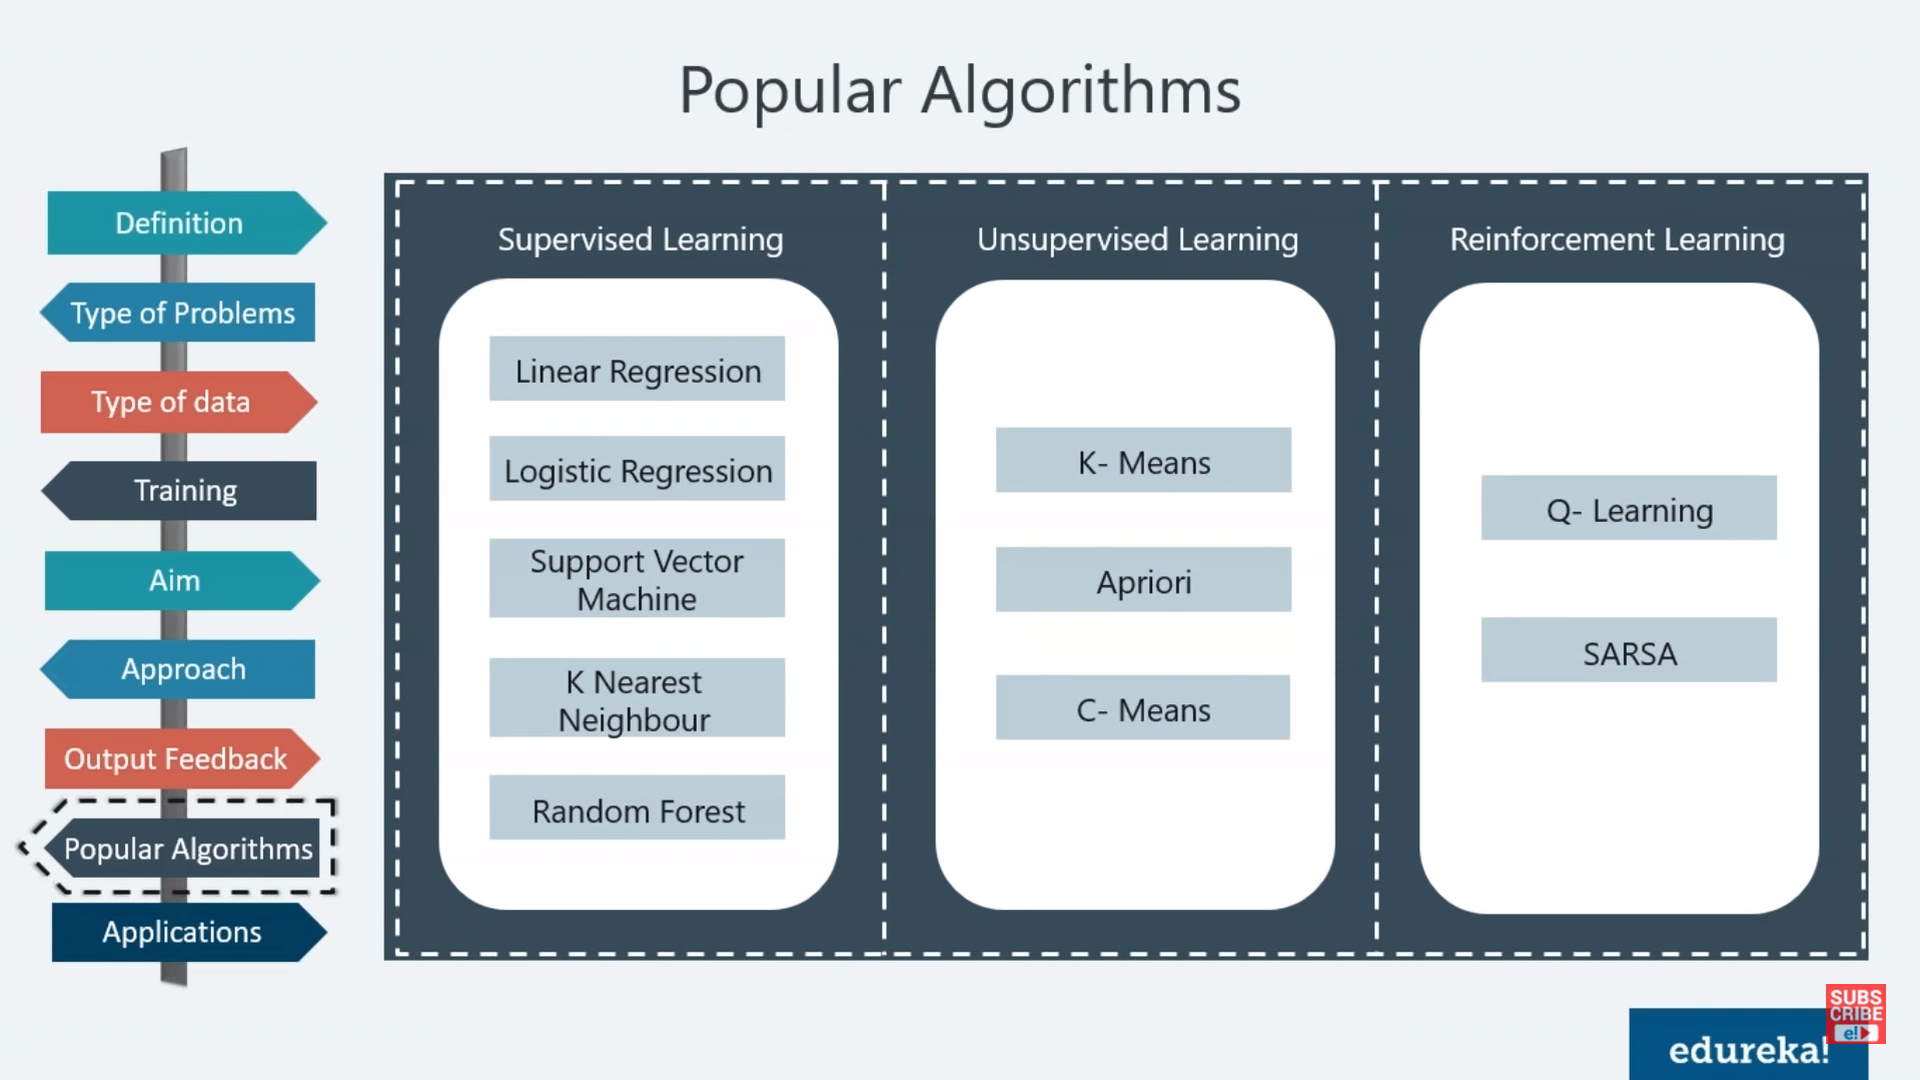 Popular Algorithms
Definition
Type of Problems
Type of data
Training
Aim
Approach
Output Feedback
Popular Algorithms
Applications
Supervised Learning
Linear Regression
Logistic Regression
Support Vector
Machine
K Nearest
Neighbour
Random Forest
Unsupervised Learning
K- Means
Apriori
C- Means
Reinforcement Learning
Q- Learning
SARSA
SUBS
CRIBE
e!
edureka!